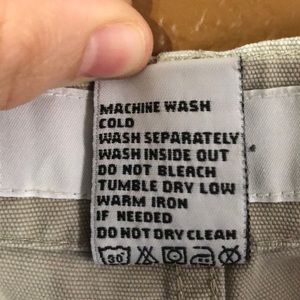 MACHINE WASH
COLD
WASH SEPARATELY
WASH INSIDE OUT
DO NOT BLEACH
TUMBLE DRY LOW
WARM IRON
IF NEEDED
DO NOT DRY CLEAN
30